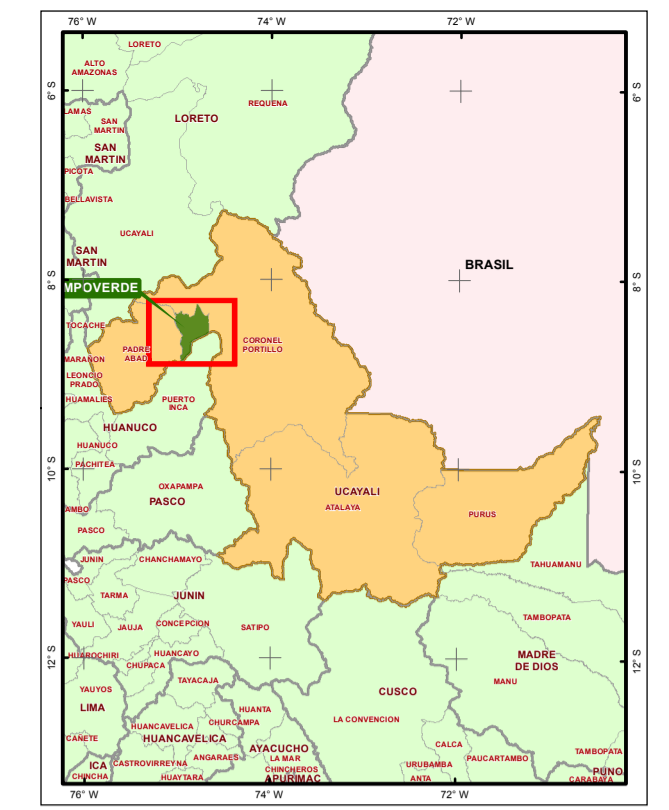 76° W
74° W
72° W
LORETO
ALTO
AMAZONAS
6° S
6° S
REQUENA
LAMAS
LORETO
SAN
MARTIN
SAN
MARTIN
PICOTA
BELLAVISTA
UCAYALI
SAN
MARTIN
BRASIL
8° S
8° S
MPOVERDE
TOCACHE
CORONEL
PORTILLO
PADRE
ABAD
MARAÑON
LEONCIO
PRADO
HUAMALIES
PUERTO
INCA
HUANUCO
HUANUCO
PACHITEA
10° S
10° S
OXAPAMPA
UCAYALI
PASCO
ATALAYA
AMBO
PURUS
PASCO
JUNIN
CHANCHAMAYO
TAHUAMANU
PASCO
TARMA
JUNIN
TAMBOPATA
YAULI
JAUJA
CONCEPCION
SATIPO
HUAROCHIRI
HUANCAYO
CHUPACA
12° S
12° S
MADRE
DE DIOS
TAYACAJA
MANU
YAUYOS
CUSCO
LIMA
HUANTA
HUANCAVELICA
CHURCAMPA
LA CONVENCION
CAÑETE
HUANCAVELICA
AYACUCHO
CALCA
TAMBOPATA
ICA
CASTROVIRREYNA
ANGARAES
LA MAR
URUBAMBA
PAUCARTAMBO
CHINCHA
HUAYTARA
CHINCHEROS
APURIMAC
ANTA
PUNO
CARABAYA
76° W
74° W
72° W